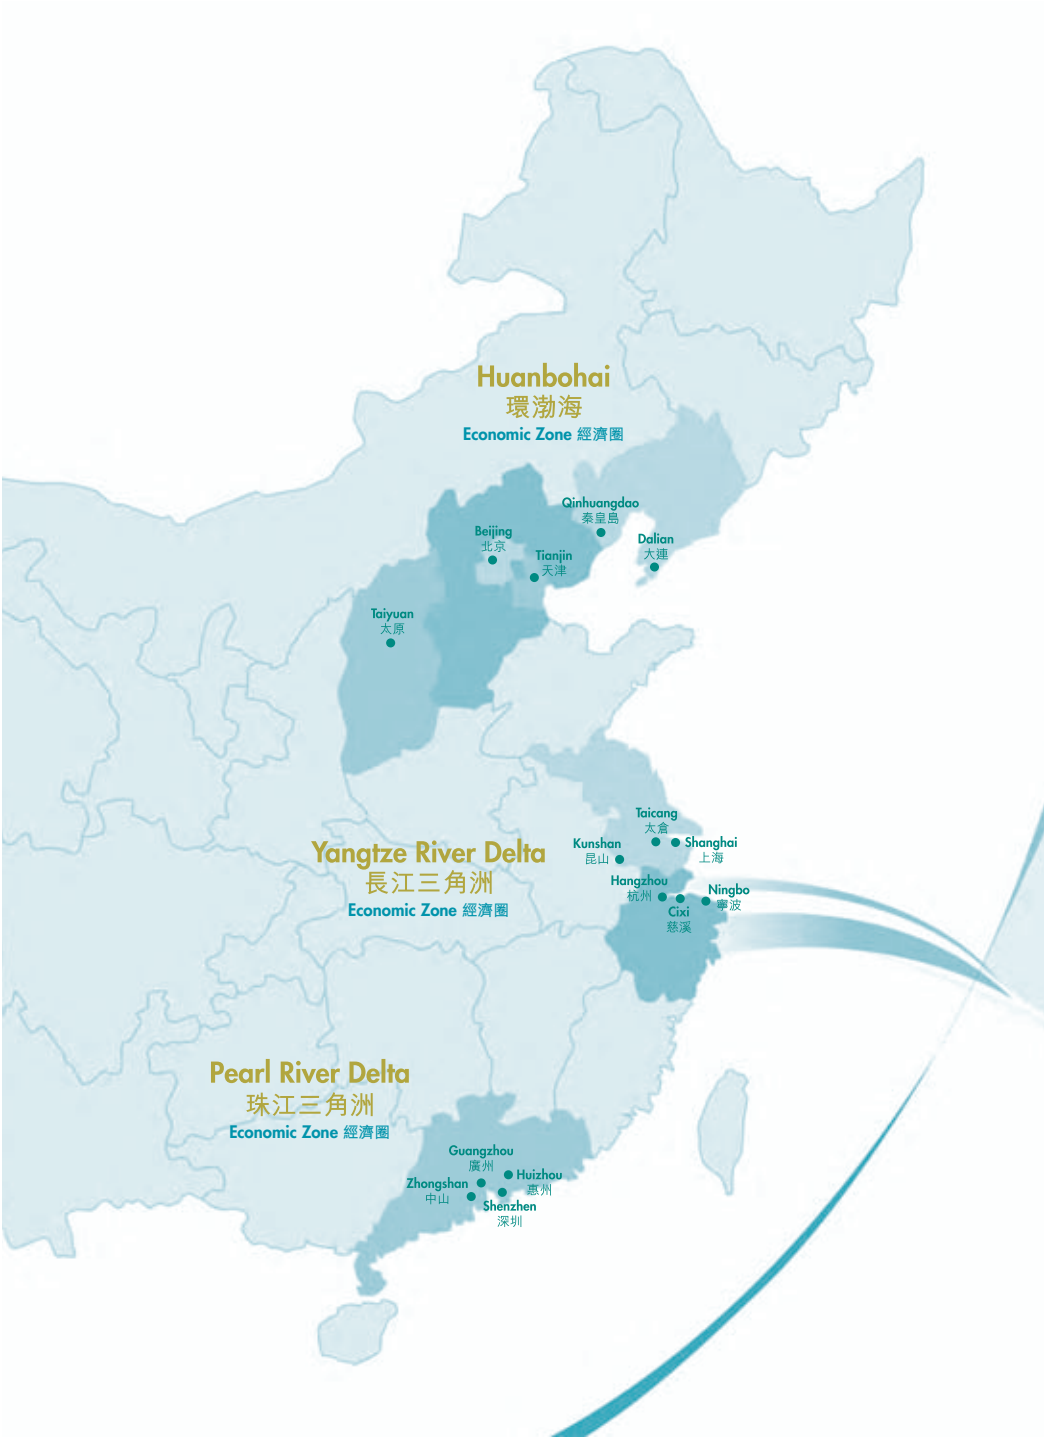 Huanbohai
環渤海
Economic Zone 經濟圈
Qinhuangdao
秦皇島
Beijing
北京
Dalian
大連
Tianjin
天津
Taiyuan
太原
Taicang
太倉
Kunshan
昆山
Shanghai
上海
Yangtze River Delta
長江三角洲
Economic Zone 經濟圈
Hangzhou
杭州
Ningbo
寧波
Cixi
慈溪
Pearl River Delta
珠江三角洲
Economic Zone 經濟圈
Guangzhou
廣州
Huizhou
惠州
Zhongshan
中山
Shenzhen
深圳